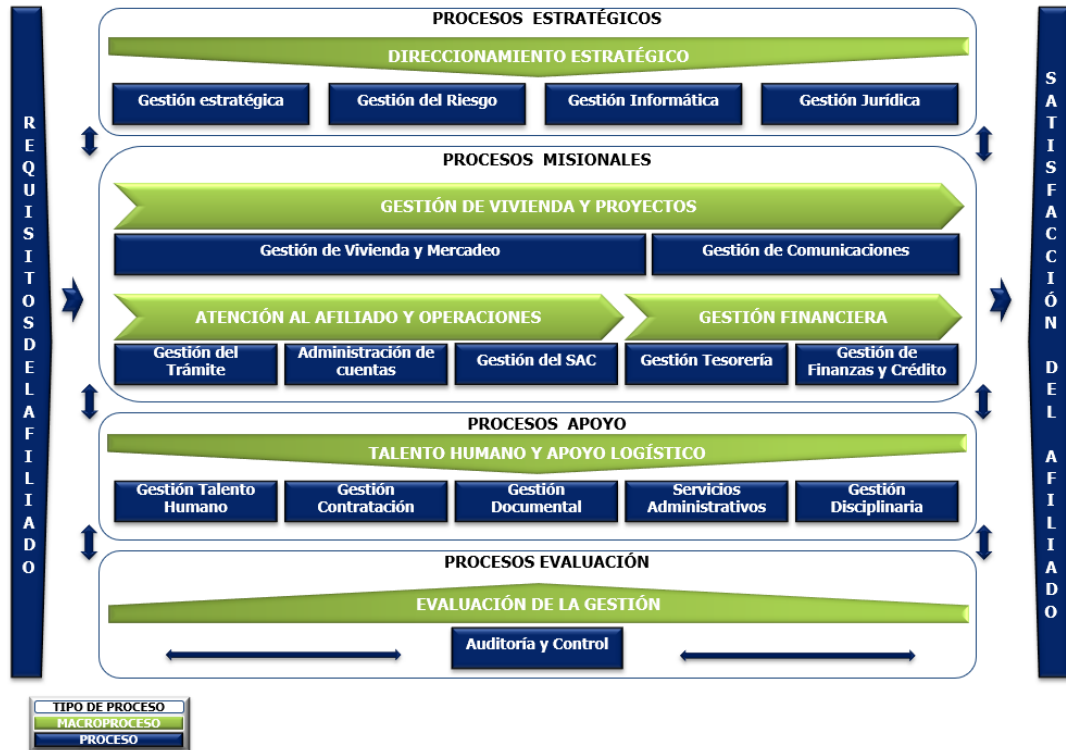 REQUISITOS DEL AFILIADO
PROCESOS ESTRATÉGICOS
DIRECCIONAMIENTO ESTRATÉGICO
Gestión estratégica
Gestión del Riesgo
Gestión Informática
Gestión Jurídica
PROCESOS MISIONALES
GESTIÓN DE VIVIENDA Y PROYECTOS
Gestión de Vivienda y Mercadeo
Gestión de Comunicaciones
ATENCIÓN AL AFILIADO Y OPERACIONES
GESTIÓN FINANCIERA
Gestión del
Trámite
Administración de
cuentas
Gestión del SAC
Gestión Tesorería
Gestión de
Finanzas y Crédito
PROCESOS APOYO
TALENTO HUMANO Y APOYO LOGÍSTICO
Gestión Talento
Humano
Gestión
Contratación
Gestión
Documental
Servicios
Administrativos
Gestión
Disciplinaria
PROCESOS EVALUACIÓN
EVALUACIÓN DE LA GESTIÓN
Auditoría y Control
SATISFACCIÓN DEL AFILIADO
TIPO DE PROCESO
MACROPROCESO
PROCESO